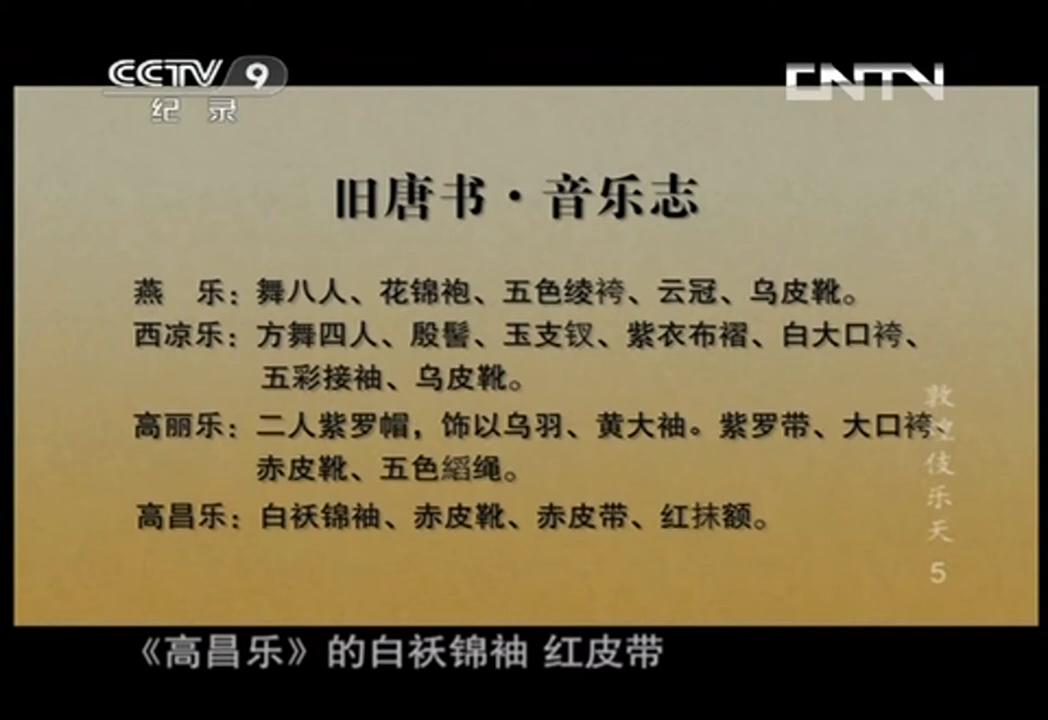 CCTV 9
纪 录
CNTV
旧唐书·音乐志
燕　乐：舞八人、花锦袍、五色绫袴、云冠、乌皮靴。
西凉乐：方舞四人、殷髻、玉支钗、紫衣布褶、白大口袴、
五彩接袖、乌皮靴。
高丽乐：二人紫罗帽，饰以乌羽、黄大袖。紫罗带、大口袴、
赤皮靴、五色縚绳。
高昌乐：白袄锦袖、赤皮靴、赤皮带、红抹额。
敦煌伎乐天 5
《高昌乐》的白袄锦袖 红皮带